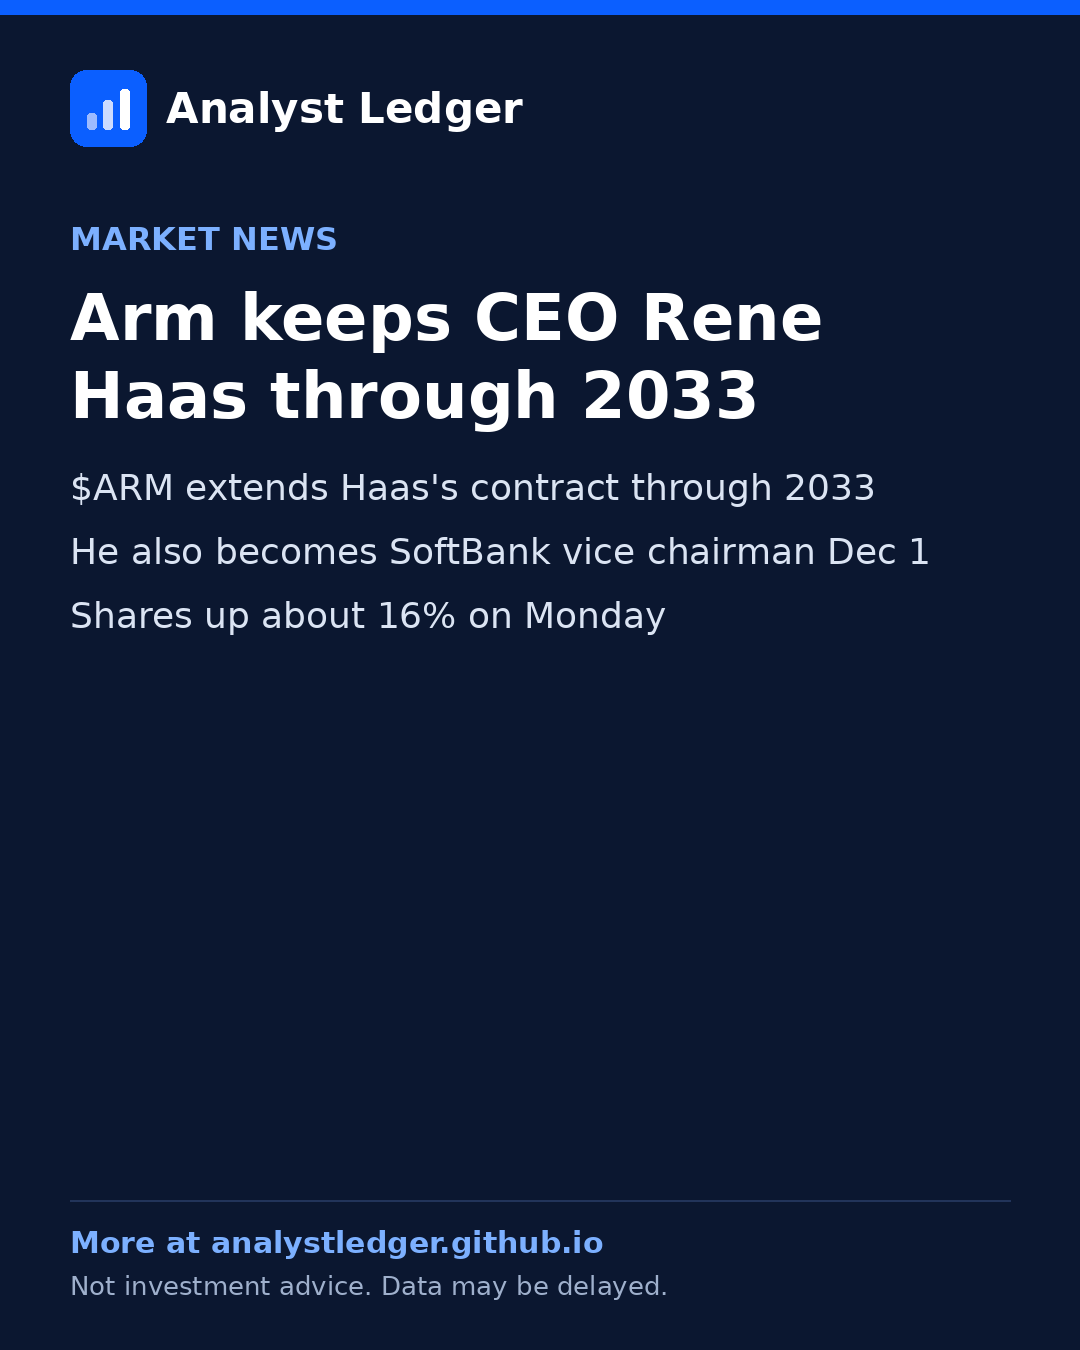 Analyst Ledger
MARKET NEWS
Arm keeps CEO Rene
Haas through 2033
$ARM extends Haas's contract through 2033
He also becomes SoftBank vice chairman Dec 1
Shares up about 16% on Monday
More at analystledger.github.io
Not investment advice. Data may be delayed.